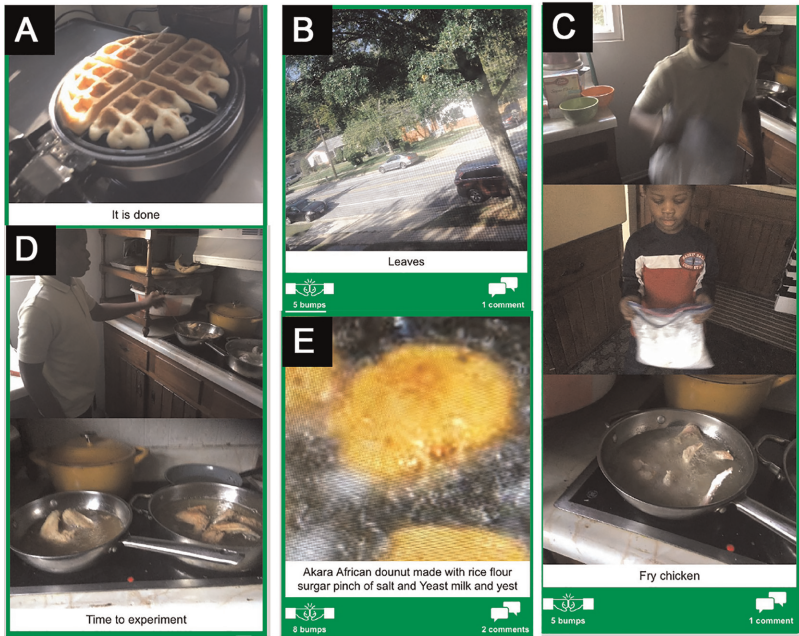 A
It is done
B
Leaves
5 bumps
1 comment
C
Fry chicken
5 bumps
1 comment
D
Time to experiment
E
Akara African dounut made with rice flour
surgar pinch of salt and Yeast milk and yest
8 bumps
2 comments